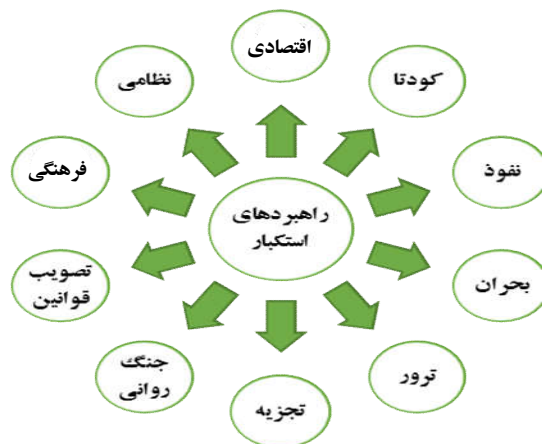 راهبردهای
استکبار
اقتصادی
کودتا
نفوذ
بحران
ترور
تجزیه
جنگ
روانی
تصویب
قوانین
فرهنگی
نظامی